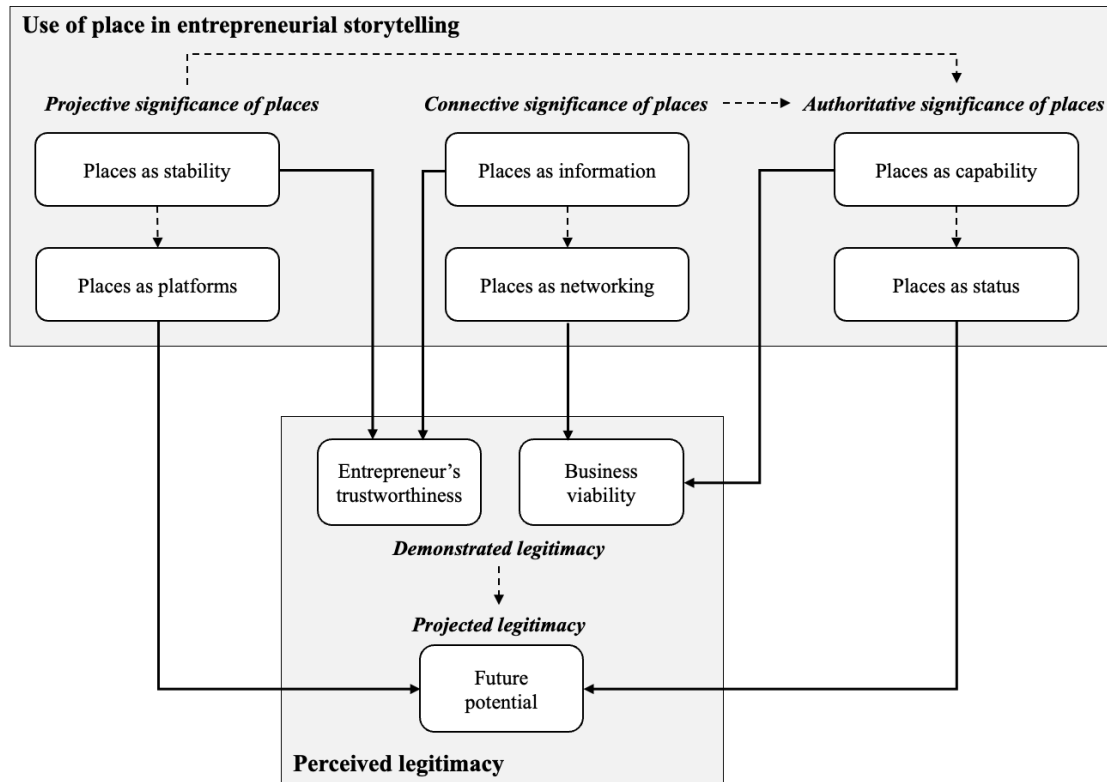 Use of place in entrepreneurial storytelling
Projective significance of places
Connective significance of places
Authoritative significance of places
Places as stability
Places as information
Places as capability
Places as platforms
Places as networking
Places as status
Entrepreneur’s
trustworthiness
Business
viability
Demonstrated legitimacy
Projected legitimacy
Future
potential
Perceived legitimacy